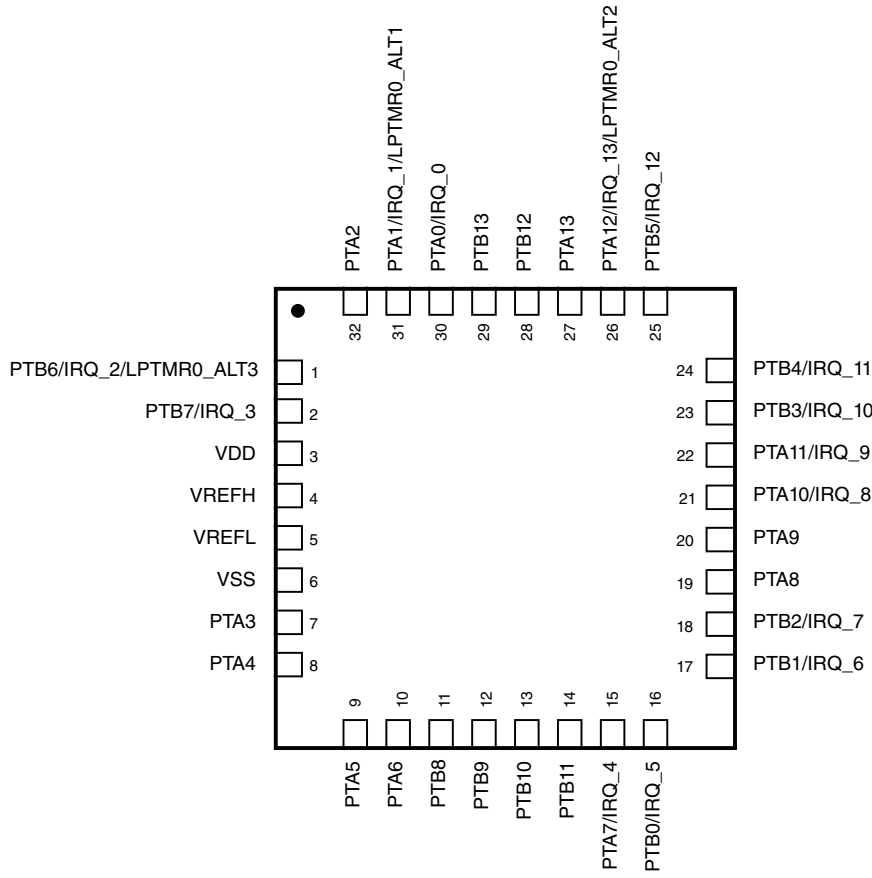 PTA2
PTA1/IRQ_1/LPTMR0_ALT1
PTA0/IRQ_0
PTB13
PTB12
PTA13
PTA12/IRQ_13/LPTMR0_ALT2
PTB5/IRQ_12
32
31
30
29
28
27
26
25
PTB6/IRQ_2/LPTMR0_ALT3
1
PTB7/IRQ_3
2
VDD
3
VREFH
4
VREFL
5
VSS
6
PTA3
7
PTA4
8
24
PTB4/IRQ_11
23
PTB3/IRQ_10
22
PTA11/IRQ_9
21
PTA10/IRQ_8
20
PTA9
19
PTA8
18
PTB2/IRQ_7
17
PTB1/IRQ_6
9
10
11
12
13
14
15
16
PTA5
PTA6
PTB8
PTB9
PTB10
PTB11
PTA7/IRQ_4
PTB0/IRQ_5